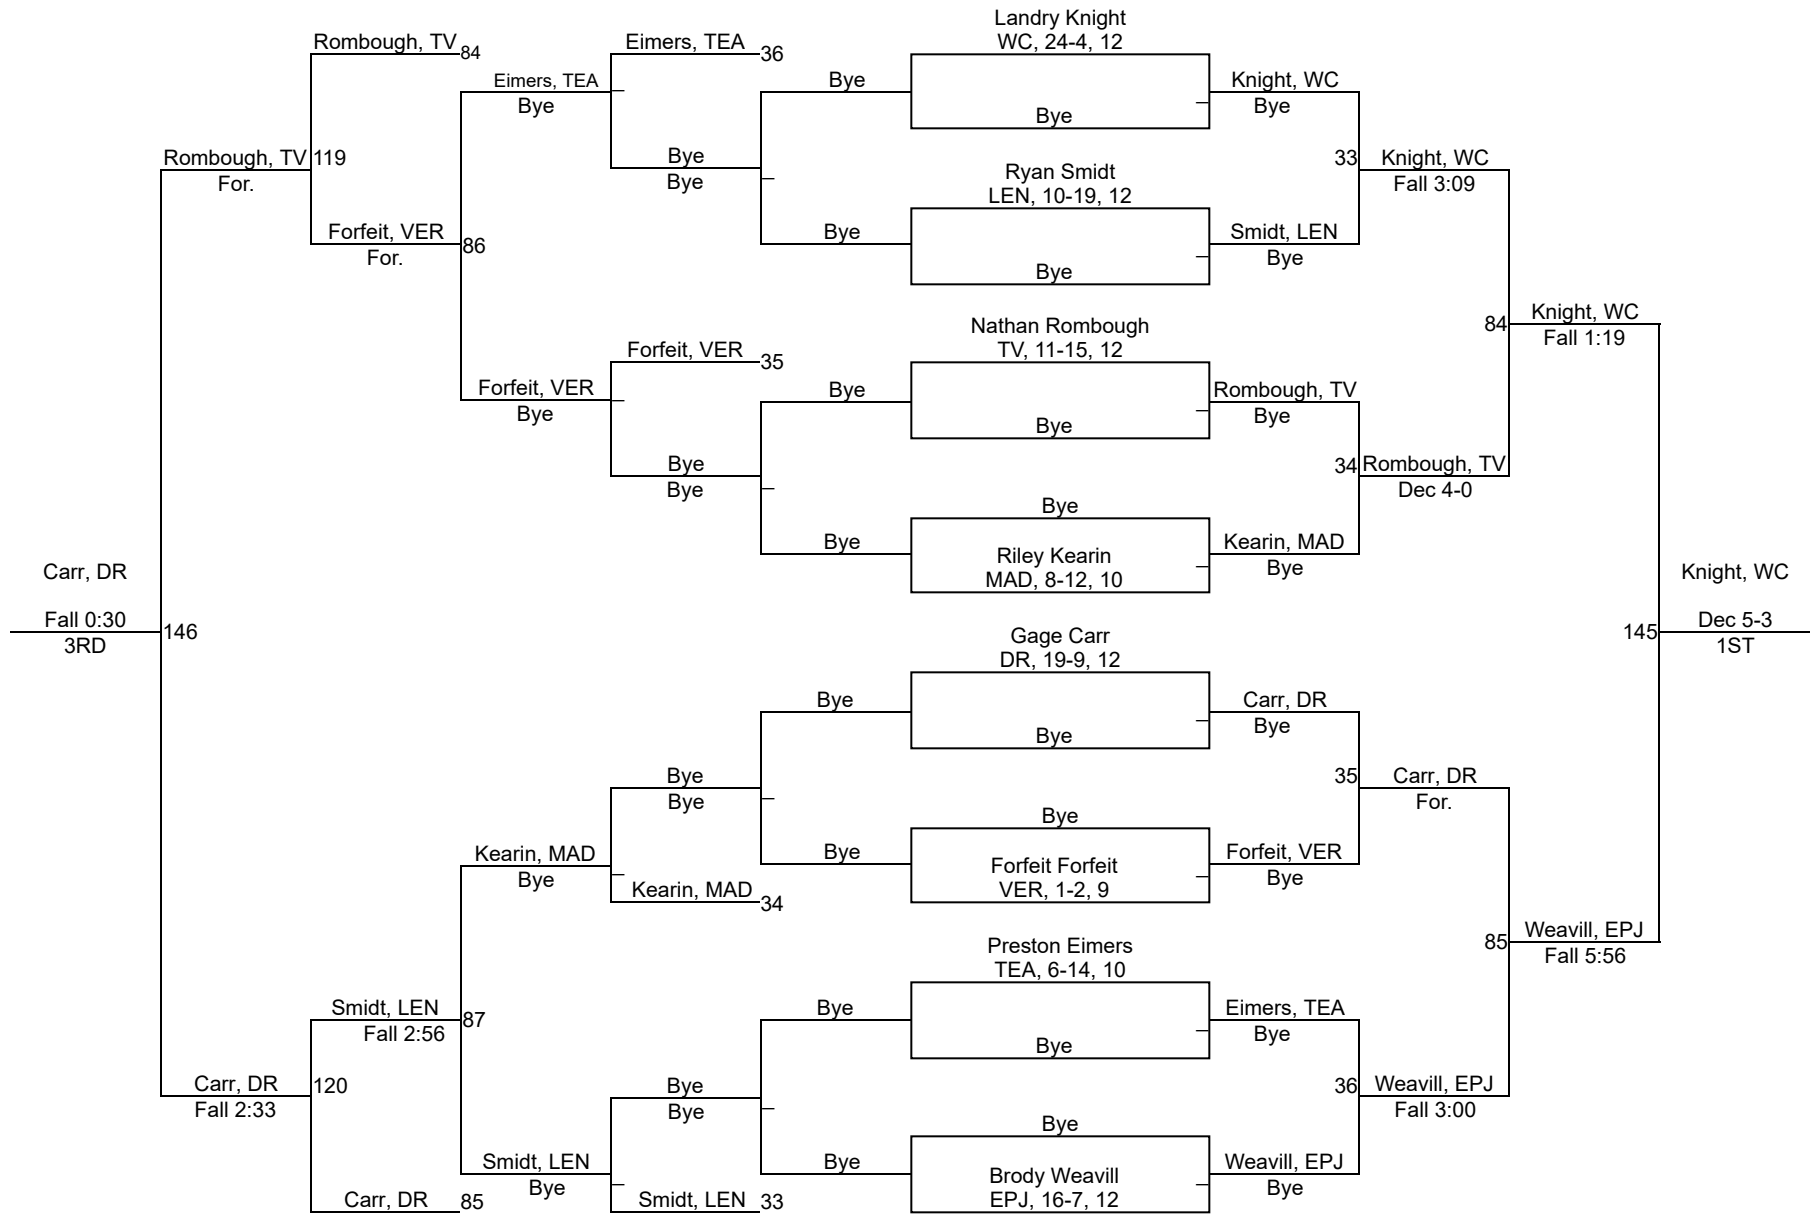 Landry Knight
WC, 24-4, 12
Rombough, TV
84
Eimers, TEA
36
Eimers, TEA
Bye
Bye
Bye
Knight, WC
Bye
Bye
Bye
Rombough, TV
119
For.
33
Knight, WC
Fall 3:09
Ryan Smidt
LEN, 10-19, 12
Forfeit, VER
For.
86
Bye
Bye
Smidt, LEN
Bye
Nathan Rombough
TV, 11-15, 12
84
Knight, WC
Fall 1:19
Forfeit, VER
35
Forfeit, VER
Bye
Bye
Bye
Rombough, TV
Bye
Bye
Bye
34
Rombough, TV
Dec 4-0
Bye
Bye
Riley Kearin
MAD, 8-12, 10
Kearin, MAD
Bye
Carr, DR
Fall 0:30
3RD
146
Knight, WC
145
Dec 5-3
1ST
Gage Carr
DR, 19-9, 12
Bye
Bye
Carr, DR
Bye
Bye
Bye
35
Carr, DR
For.
Bye
Kearin, MAD
Bye
Bye
Forfeit Forfeit
VER, 1-2, 9
Forfeit, VER
Bye
Kearin, MAD
34
Preston Eimers
TEA, 6-14, 10
85
Weavill, EPJ
Fall 5:56
Smidt, LEN
Fall 2:56
87
Bye
Bye
Eimers, TEA
Bye
Carr, DR
Fall 2:33
120
Bye
Bye
36
Weavill, EPJ
Fall 3:00
Bye
Smidt, LEN
Bye
Bye
Brody Weavill
EPJ, 16-7, 12
Weavill, EPJ
Bye
Carr, DR
85
Smidt, LEN
33